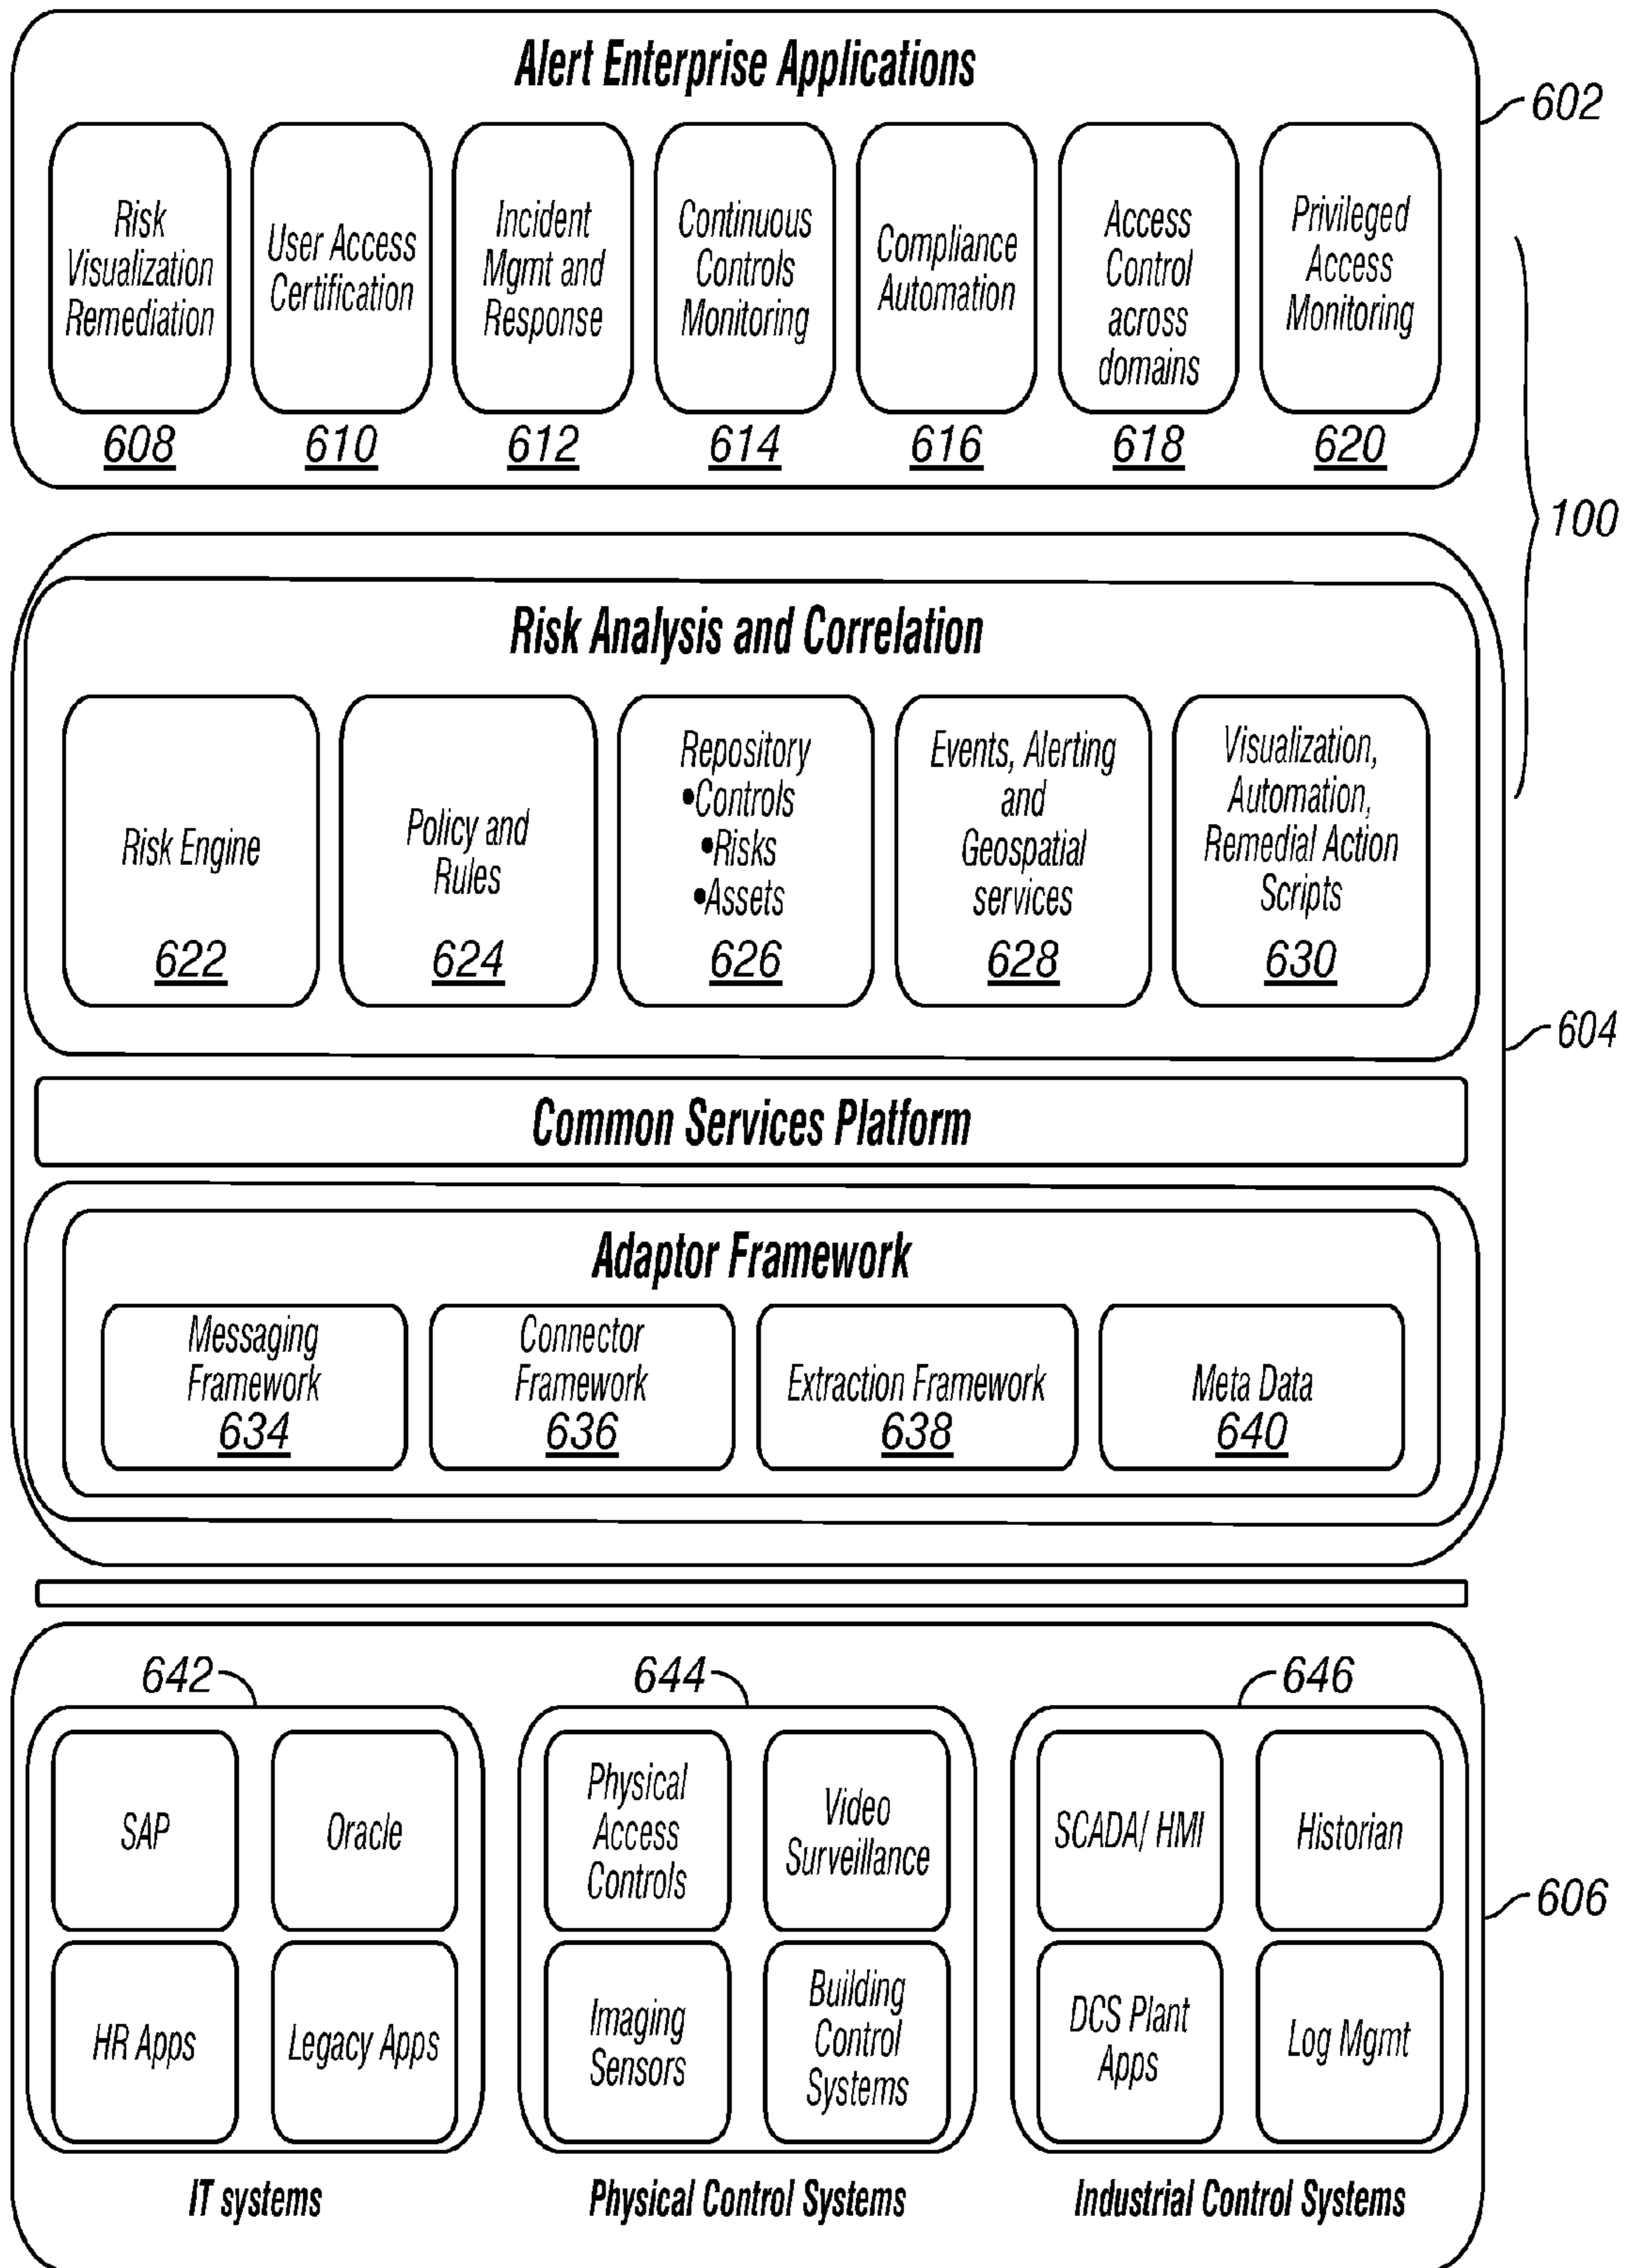 Alert Enterprise Applications
602
Risk
Visualization
Remediation
608
User Access
Certification
610
Incident
Mgmt and
Response
612
Continuous
Controls
Monitoring
614
Compliance
Automation
616
Access
Control
across
domains
618
Privileged
Access
Monitoring
620
100
Risk Analysis and Correlation
Risk Engine
622
Policy and
Rules
624
Repository
•Controls
•Risks
•Assets
626
Events, Alerting
and
Geospatial
services
628
Visualization,
Automation,
Remedial Action
Scripts
630
604
Common Services Platform
Adaptor Framework
Messaging
Framework
634
Connector
Framework
636
Extraction Framework
638
Meta Data
640
642
SAP
Oracle
HR Apps
Legacy Apps
IT systems
644
Physical
Access
Controls
Video
Surveillance
Imaging
Sensors
Building
Control
Systems
Physical Control Systems
646
SCADA/ HMI
Historian
DCS Plant
Apps
Log Mgmt
Industrial Control Systems
606